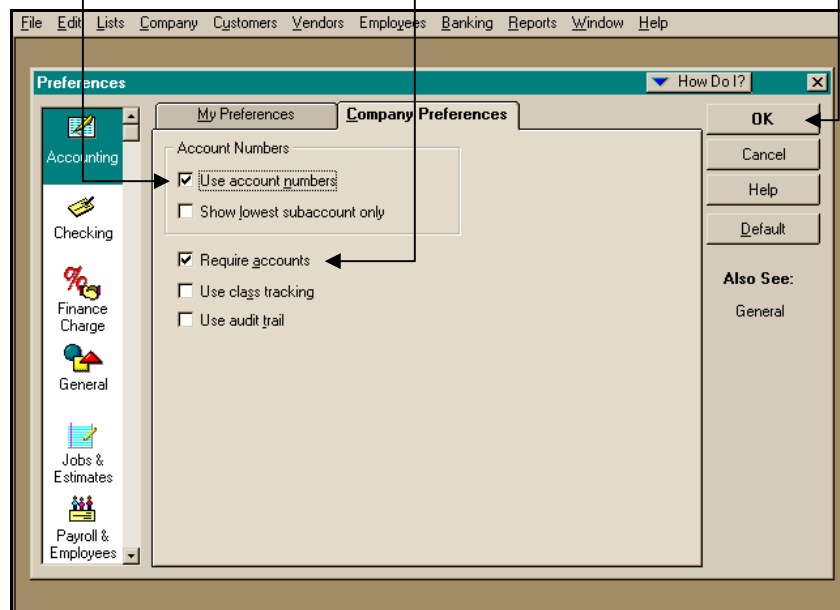 File Edit Lists Company Customers Vendors Employees Banking Reports Window Help
Preferences
How Do I?
My Preferences Company Preferences
Accounting
Checking
Finance
Charge
General
Jobs &
Estimates
Payroll &
Employees
Account Numbers
Use account numbers
Show lowest subaccount only
Require accounts
Use class tracking
Use audit trail
OK
Cancel
Help
Default
Also See:
General